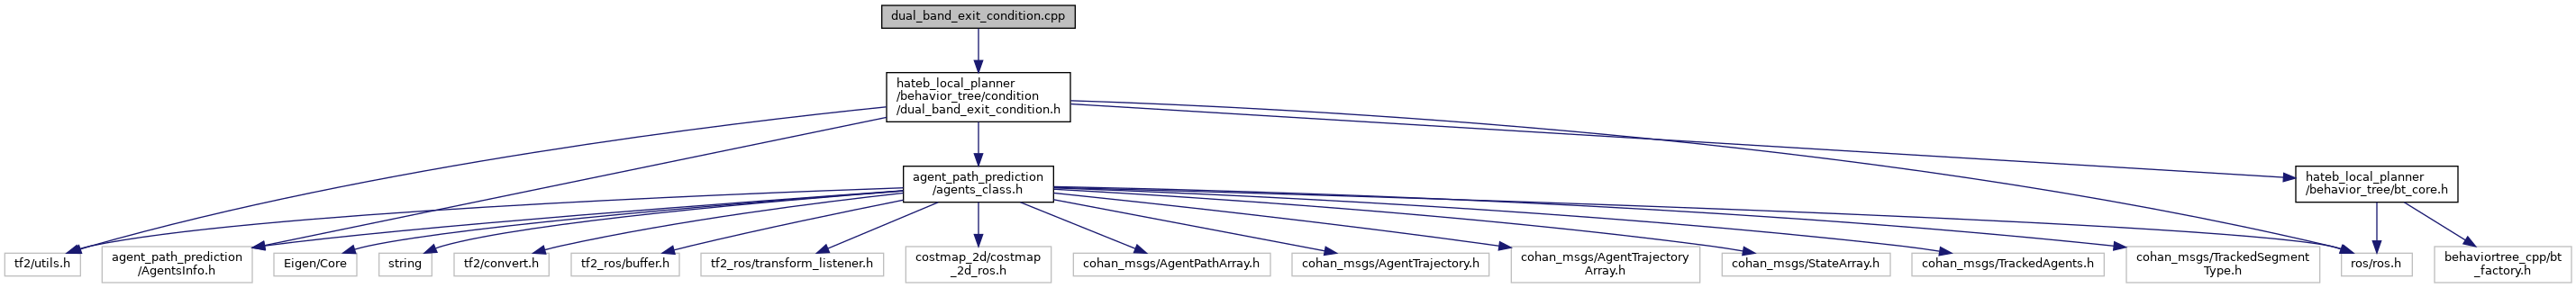 dual_band_exit_condition.cpp
hateb_local_planner
/behavior_tree/condition
/dual_band_exit_condition.h
agent_path_prediction
/agents_class.h
hateb_local_planner
/behavior_tree/bt_core.h
tf2/utils.h
agent_path_prediction
/AgentsInfo.h
Eigen/Core
string
tf2/convert.h
tf2_ros/buffer.h
tf2_ros/transform_listener.h
costmap_2d/costmap
_2d_ros.h
cohan_msgs/AgentPathArray.h
cohan_msgs/AgentTrajectory.h
cohan_msgs/AgentTrajectory
Array.h
cohan_msgs/StateArray.h
cohan_msgs/TrackedAgents.h
cohan_msgs/TrackedSegment
Type.h
ros/ros.h
behaviortree_cpp/bt
_factory.h